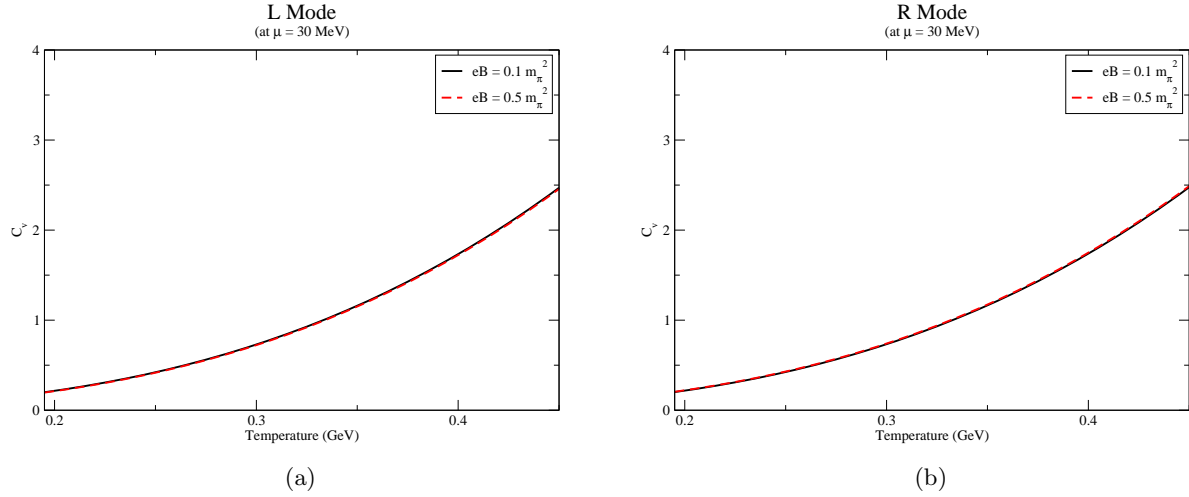 L Mode
(at μ = 30 MeV)
eB = 0.1 m_π^2
eB = 0.5 m_π^2
4
3
2
1
0
C_v
0.2
0.3
0.4
Temperature (GeV)
(a)
R Mode
(at μ = 30 MeV)
eB = 0.1 m_π^2
eB = 0.5 m_π^2
4
3
2
1
0
C_v
0.2
0.3
0.4
Temperature (GeV)
(b)